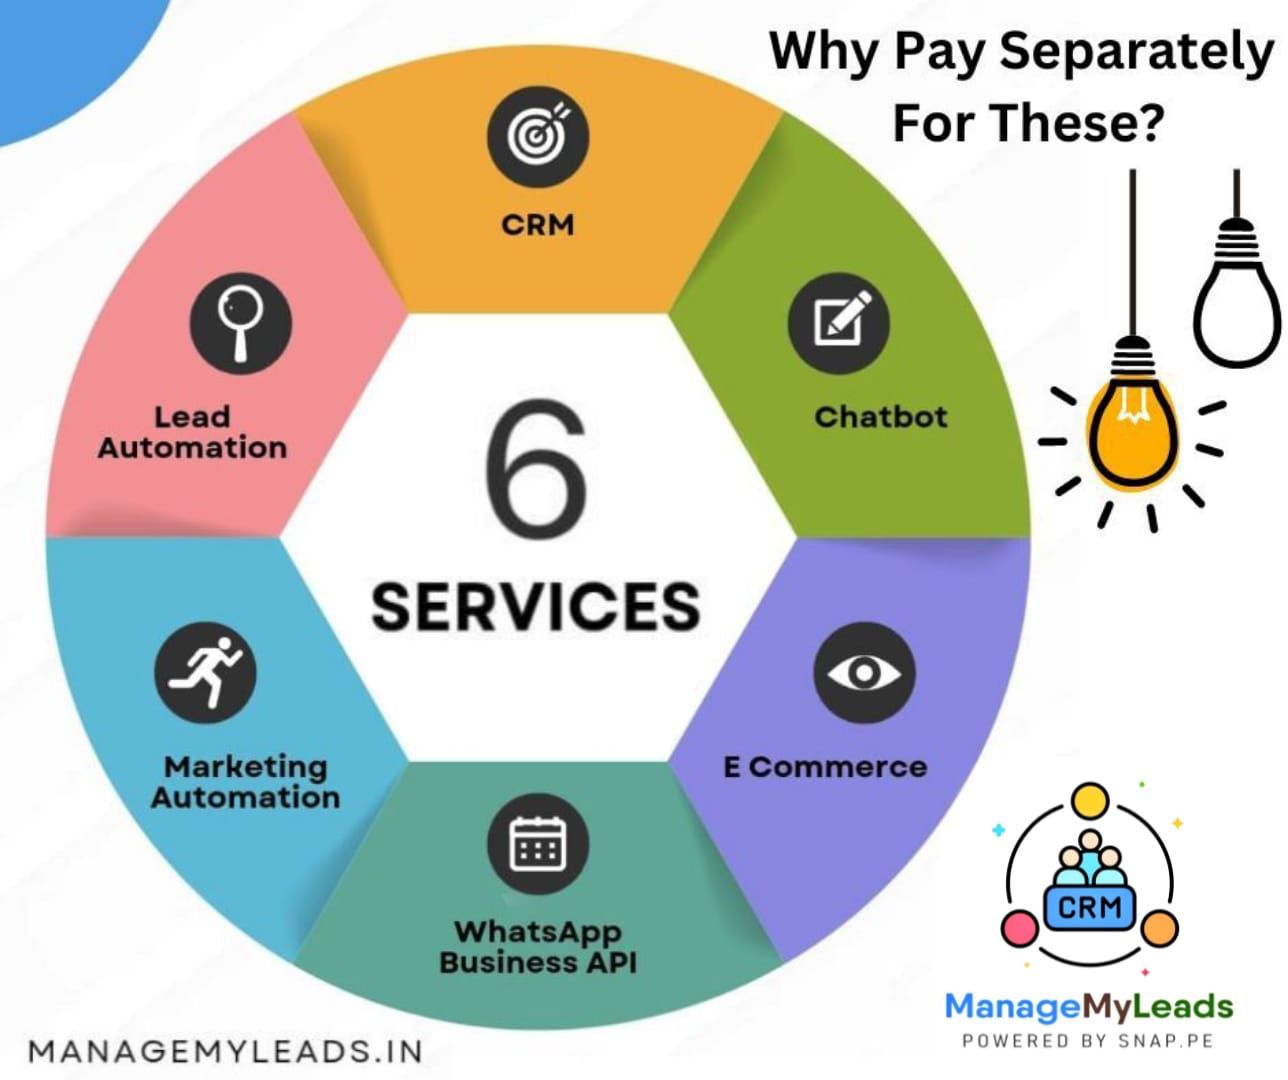 Why Pay Separately
For These?
CRM
Chatbot
Lead
Automation
6
SERVICES
E Commerce
Marketing
Automation
WhatsApp
Business API
CRM
ManageMyLeads
POWERED BY SNAP.PE
MANAGEMYLEADS.IN